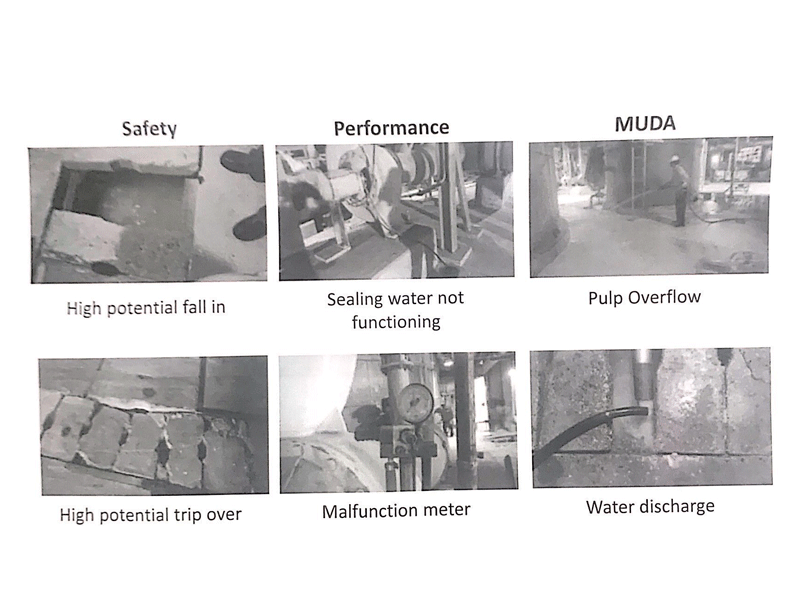 Safety
Performance
MUDA
High potential fall in
Sealing water not
functioning
Pulp Overflow
High potential trip over
Malfunction meter
Water discharge